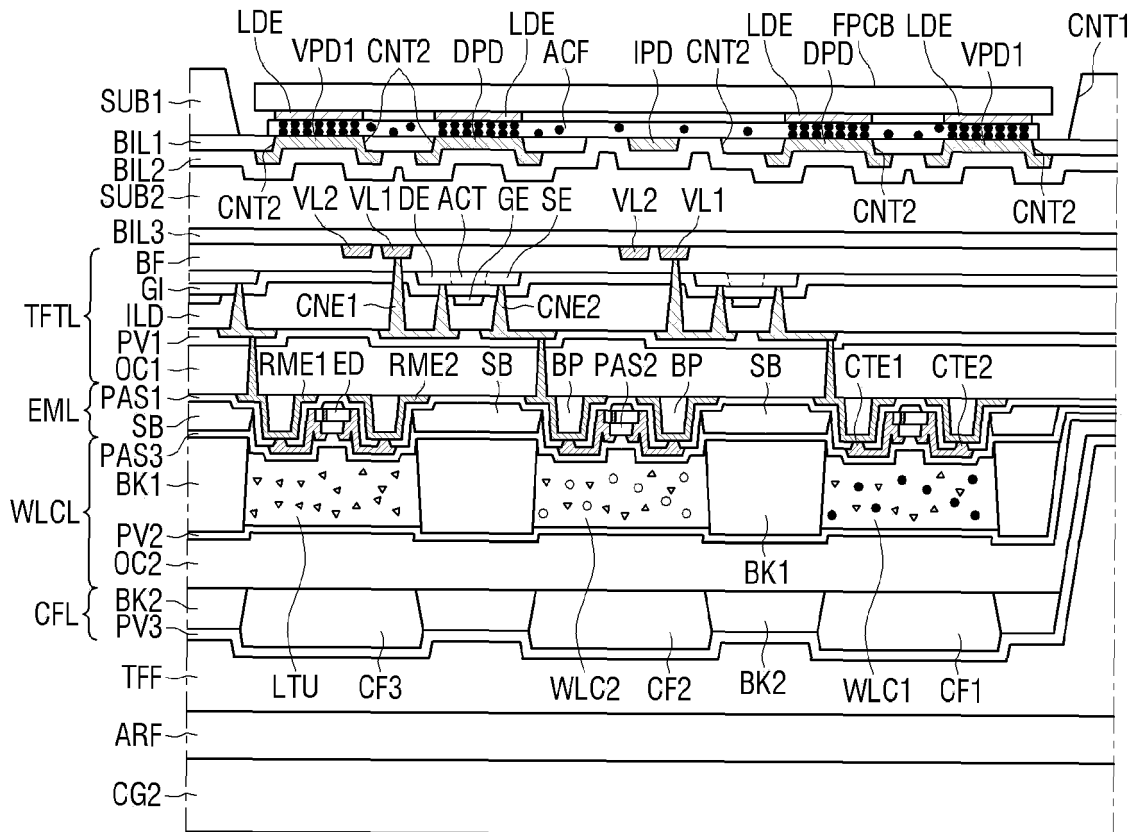 LDE LDE LDE FPCB LDE CNT1
VPD1 CNT2 DPD ACF IPD CNT2 DPD VPD1
SUB1
BIL1
BIL2
SUB2
CNT2 VL2 VL1 DE ACT GE SE VL2 VL1 CNT2 CNT2
BIL3
BF
GI
CNE1 CNE2
ILD
TFTL
PV1
OC1
RME1 ED RME2 SB BP PAS2 BP SB CTE1 CTE2
PAS1
EML
SB
PAS3
BK1
WLCL
PV2
OC2
BK1
BK2
CFL
PV3
TFF
LTU CF3 WLC2 CF2 BK2 WLC1 CF1
ARF
CG2